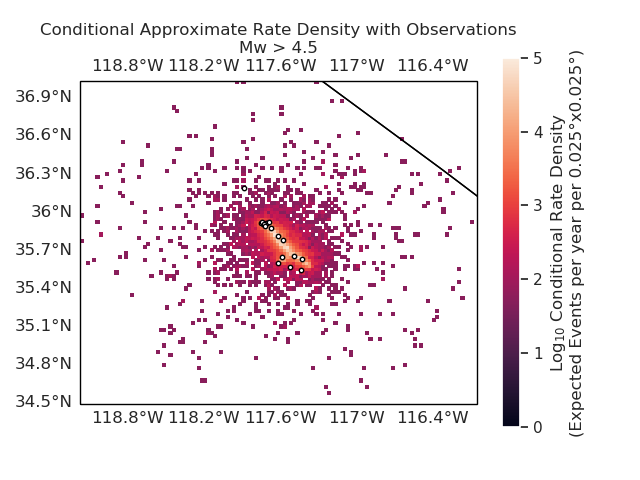 Conditional Approximate Rate Density with Observations
Mw > 4.5
118.8°W 118.2°W 117.6°W 117°W 116.4°W
36.9°N
36.6°N
36.3°N
36°N
35.7°N
35.4°N
35.1°N
34.8°N
34.5°N
118.8°W 118.2°W 117.6°W 117°W 116.4°W
5
4
3
2
1
0
Log₁₀ Conditional Rate Density
(Expected Events per year per 0.025°x0.025°)